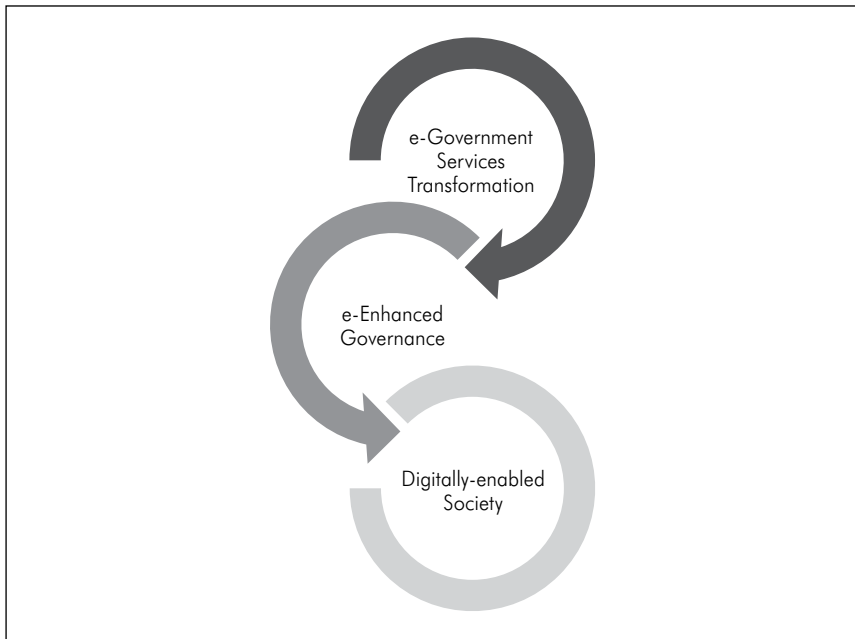 e-Government
Services
Transformation
e-Enhanced
Governance
Digitally-enabled
Society